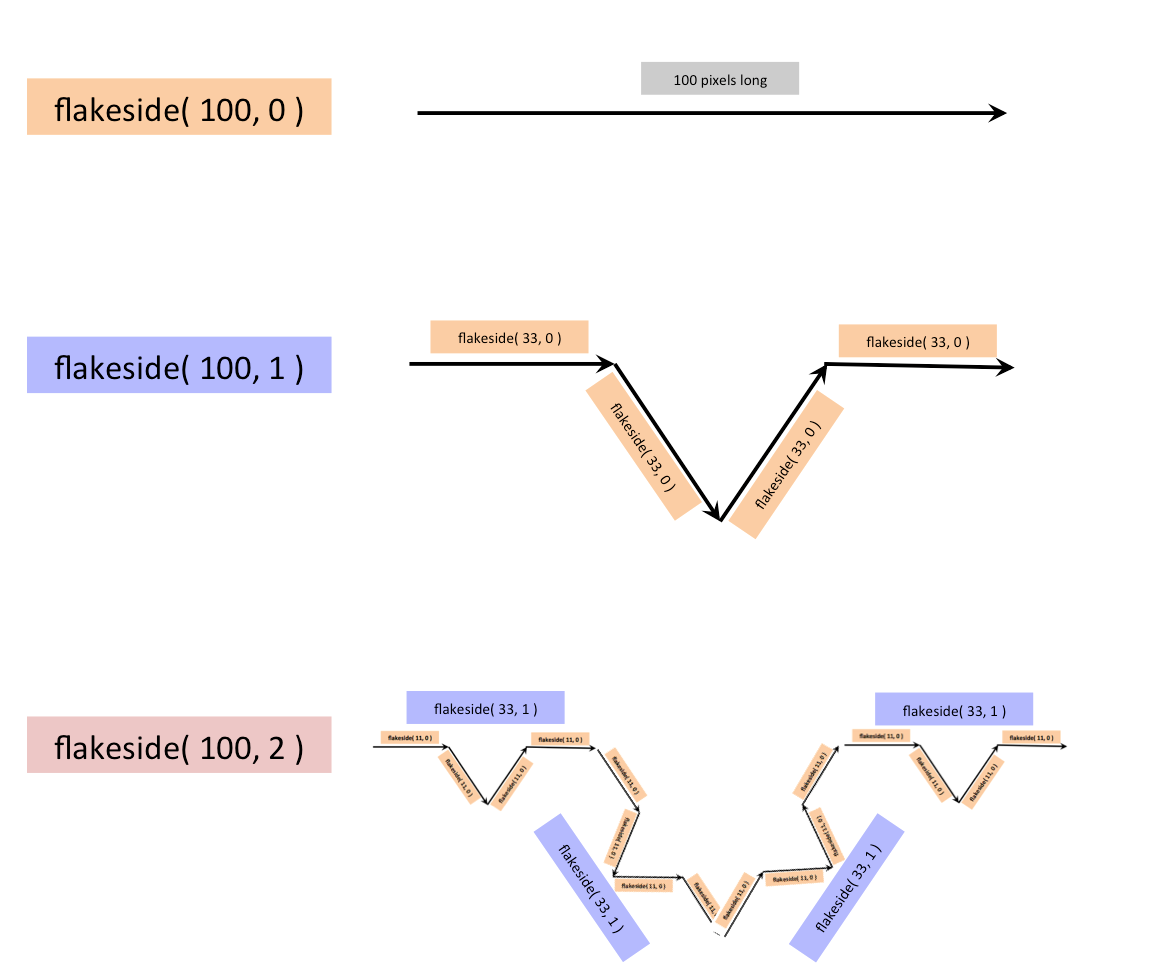 100 pixels long
flakeside( 100, 0 )
flakeside( 33, 0 )
flakeside( 33, 0 )
flakeside( 100, 1 )
flakeside( 33, 0 )
flakeside( 33, 0 )
flakeside( 33, 1 )
flakeside( 33, 1 )
flakeside( 100, 2 )
flakeside( 11, 0 )
flakeside( 11, 0 )
flakeside( 11, 0 )
flakeside( 11, 0 )
flakeside( 11, 0 )
flakeside( 11, 0 )
flakeside( 11, 0 )
flakeside( 11, 0 )
flakeside( 11, 0 )
flakeside( 11, 0 )
flakeside( 11, 0 )
flakeside( 11, 0 )
flakeside( 11, 0 )
flakeside( 11, 0 )
flakeside( 11,
flakeside( 11, 0 )
flakeside( 33, 1 )
flakeside( 33, 1 )